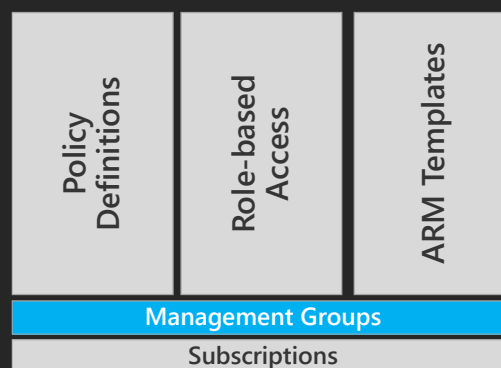 Policy
Definitions
Role-based
Access
ARM Templates
Management Groups
Subscriptions